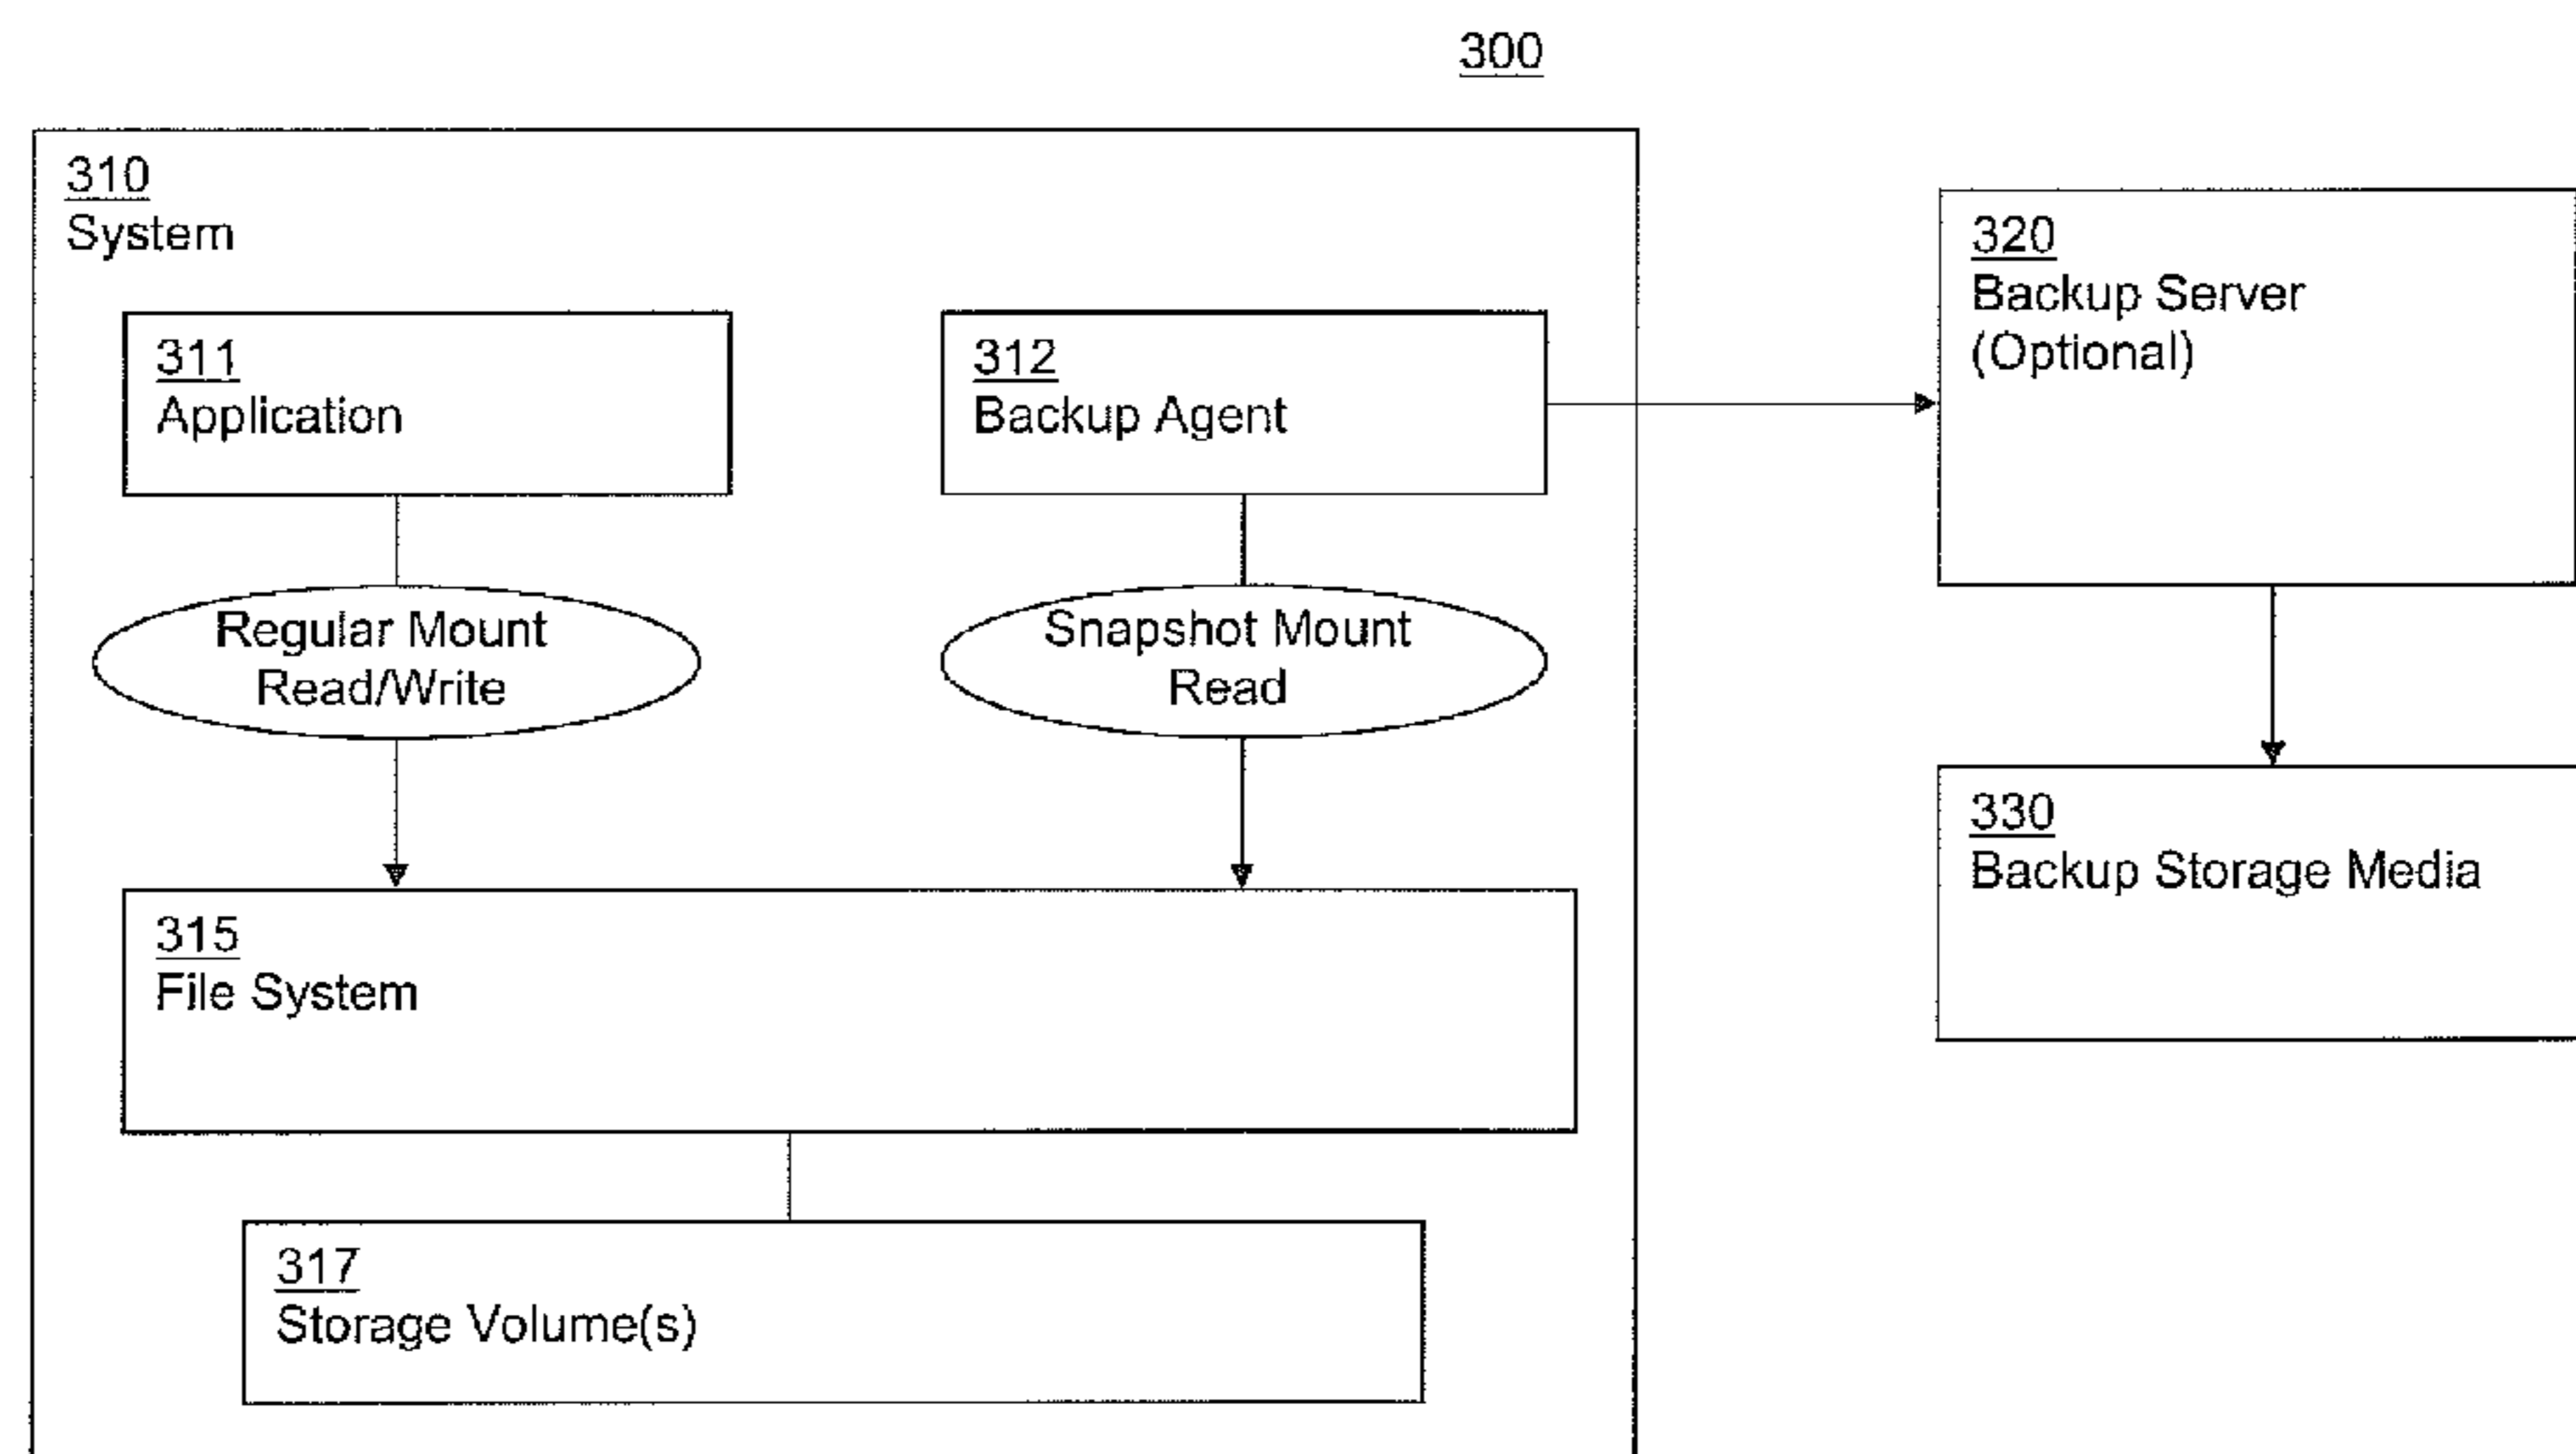 300
310
System
311
Application
312
Backup Agent
320
Backup Server
(Optional)
Regular Mount
Read/Write
Snapshot Mount
Read
330
Backup Storage Media
315
File System
317
Storage Volume(s)